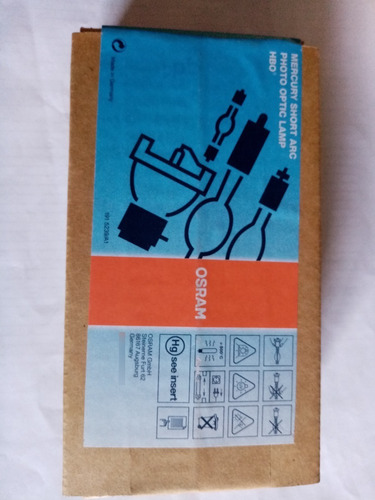 MERCURY SHORT ARC
PHOTO OPTIC LAMP
HBO®
Made in Germany
OSRAM
Hg see insert
OSRAM GmbH
Steinerne Furt 62
86167 Augsburg
Germany